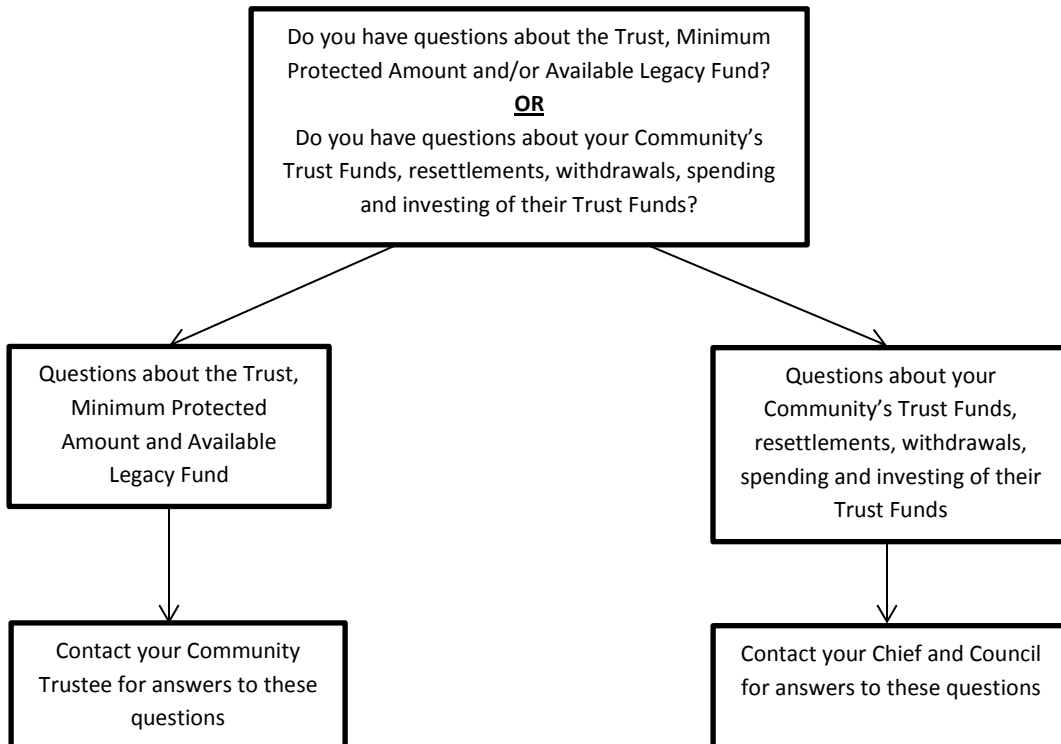 Do you have questions about the Trust, Minimum
Protected Amount and/or Available Legacy Fund?
OR
Do you have questions about your Community’s
Trust Funds, resettlements, withdrawals, spending
and investing of their Trust Funds?
Questions about the Trust,
Minimum Protected
Amount and Available
Legacy Fund
Questions about your
Community’s Trust Funds,
resettlements, withdrawals,
spending and investing of their
Trust Funds
Contact your Community
Trustee for answers to these
questions
Contact your Chief and Council
for answers to these questions